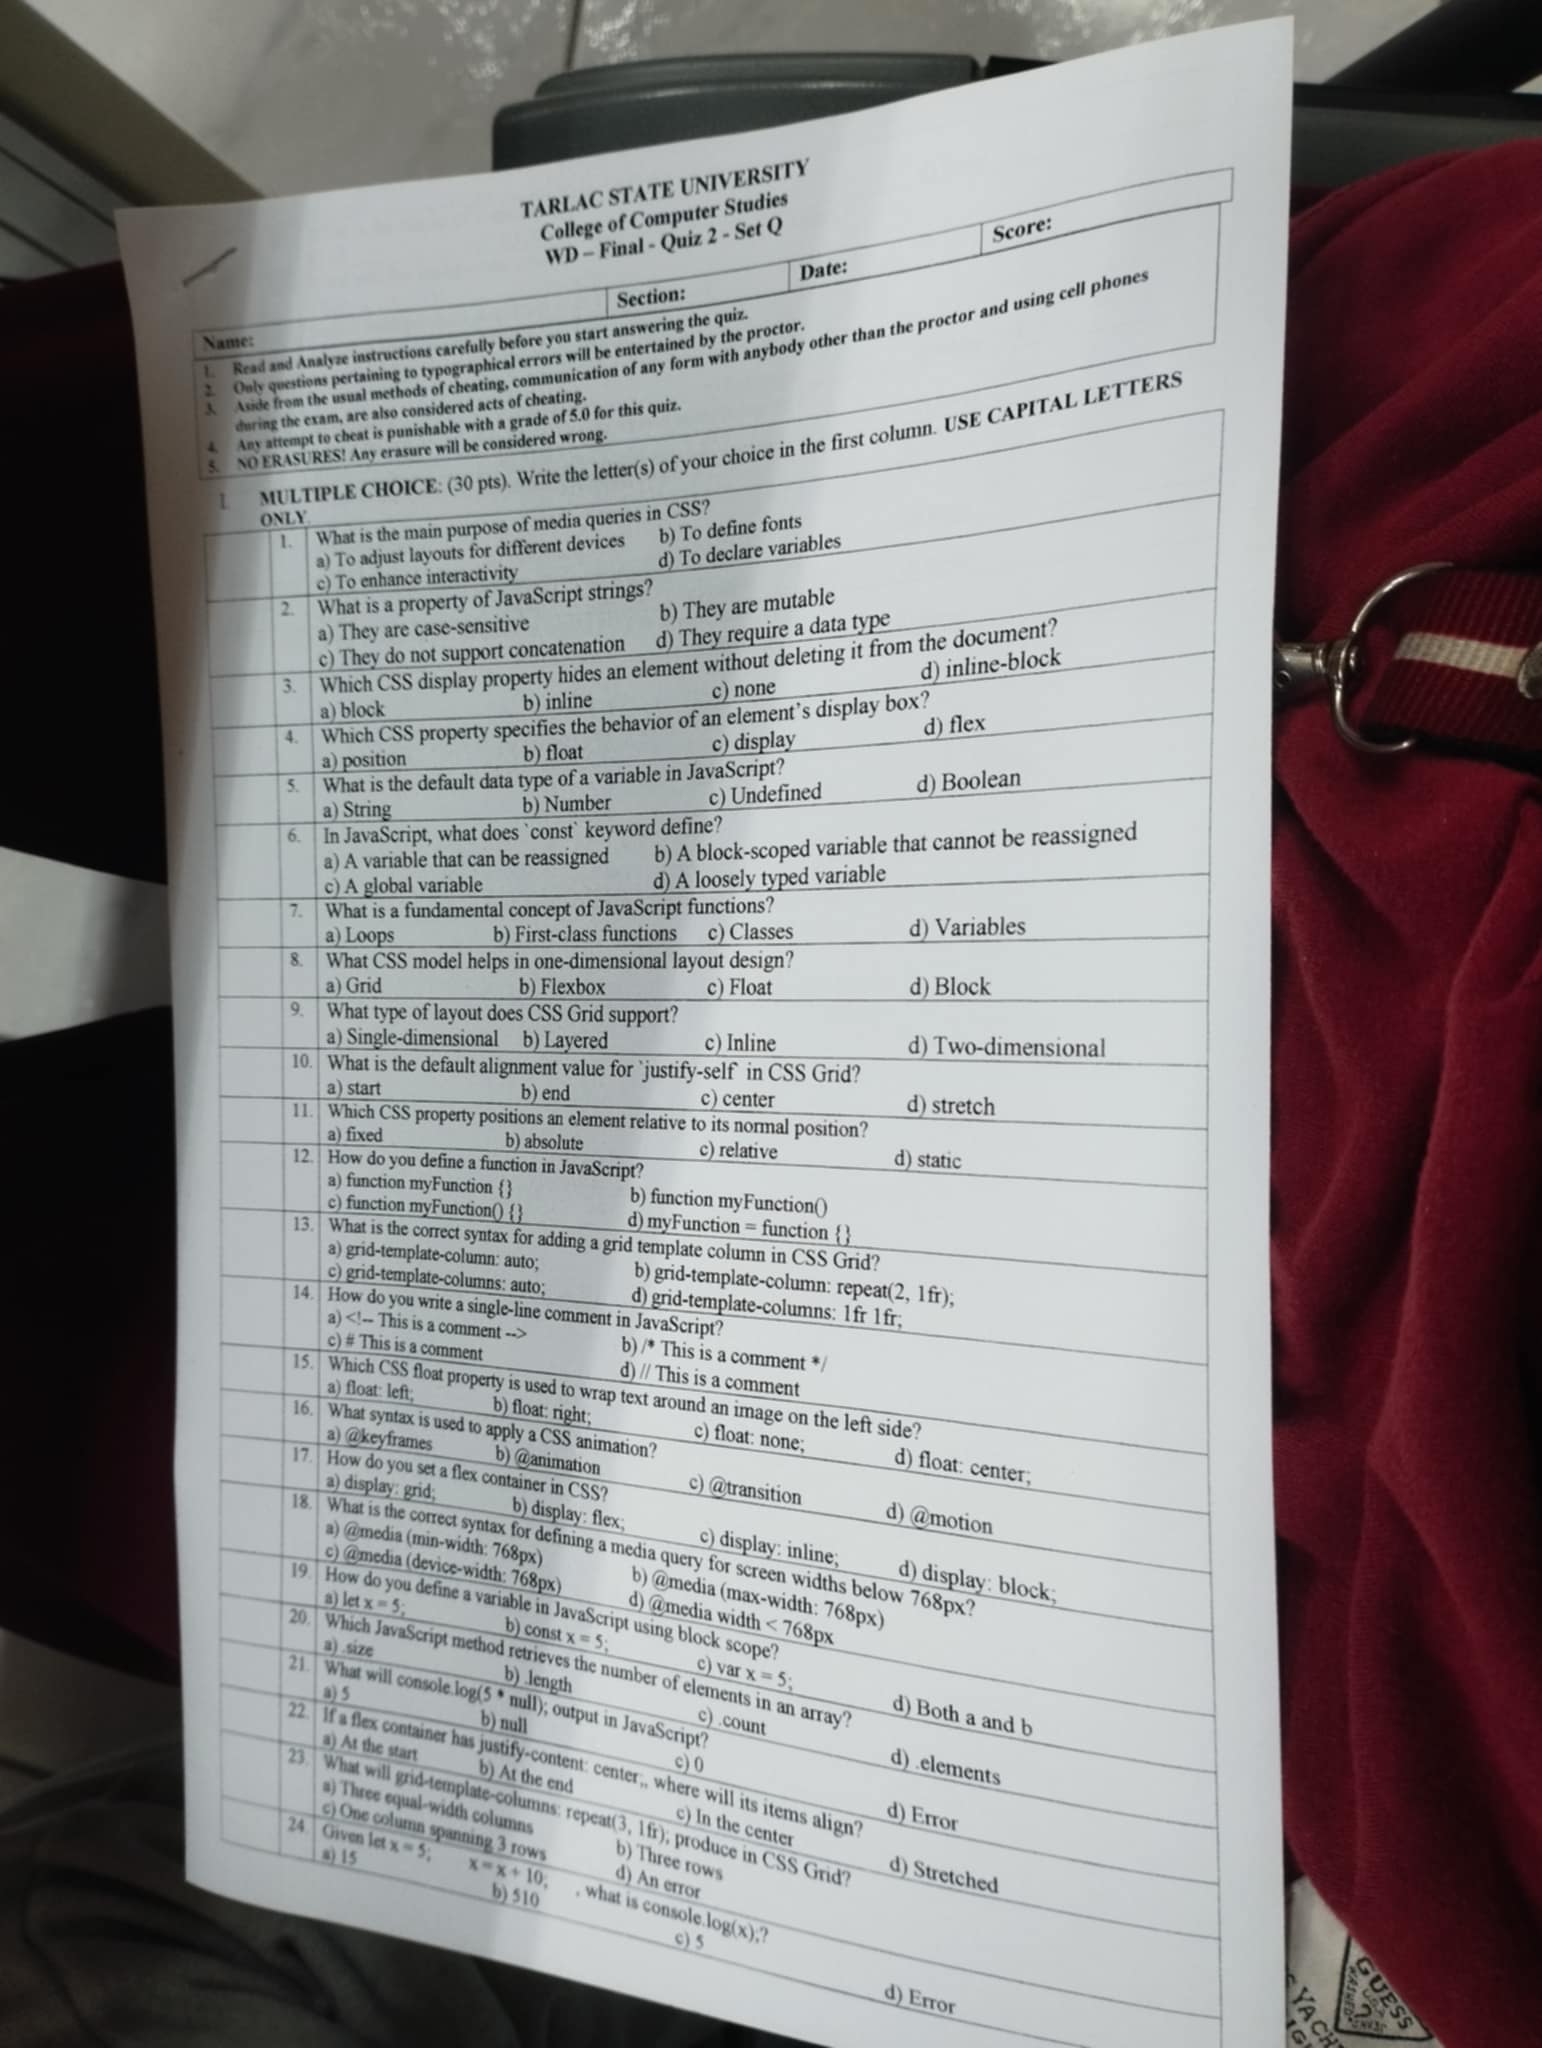 TARLAC STATE UNIVERSITY
College of Computer Studies
WD – Final - Quiz 2 - Set Q
Name: Section: Date: Score:
1. Read and Analyze instructions carefully before you start answering the quiz.
2. Only questions pertaining to typographical errors will be entertained by the proctor.
3. Aside from the usual methods of cheating, communication of any form with anybody other than the proctor and using cell phones
during the exam, are also considered acts of cheating.
4. Any attempt to cheat is punishable with a grade of 5.0 for this quiz.
5. NO ERASURES! Any erasure will be considered wrong.
I. MULTIPLE CHOICE: (30 pts). Write the letter(s) of your choice in the first column. USE CAPITAL LETTERS
ONLY.
1. What is the main purpose of media queries in CSS?
a) To adjust layouts for different devices b) To define fonts
c) To enhance interactivity d) To declare variables
2. What is a property of JavaScript strings?
a) They are case-sensitive b) They are mutable
c) They do not support concatenation d) They require a data type
3. Which CSS display property hides an element without deleting it from the document?
a) block b) inline c) none d) inline-block
4. Which CSS property specifies the behavior of an element's display box?
a) position b) float c) display d) flex
5. What is the default data type of a variable in JavaScript?
a) String b) Number c) Undefined d) Boolean
6. In JavaScript, what does `const` keyword define?
a) A variable that can be reassigned b) A block-scoped variable that cannot be reassigned
c) A global variable d) A loosely typed variable
7. What is a fundamental concept of JavaScript functions?
a) Loops b) First-class functions c) Classes d) Variables
8. What CSS model helps in one-dimensional layout design?
a) Grid b) Flexbox c) Float d) Block
9. What type of layout does CSS Grid support?
a) Single-dimensional b) Layered c) Inline d) Two-dimensional
10. What is the default alignment value for `justify-self` in CSS Grid?
a) start b) end c) center d) stretch
11. Which CSS property positions an element relative to its normal position?
a) fixed b) absolute c) relative d) static
12. How do you define a function in JavaScript?
a) function myFunction {} b) function myFunction()
c) function myFunction() {} d) myFunction = function {}
13. What is the correct syntax for adding a grid template column in CSS Grid?
a) grid-template-column: auto; b) grid-template-column: repeat(2, 1fr);
c) grid-template-columns: auto; d) grid-template-columns: 1fr 1fr;
14. How do you write a single-line comment in JavaScript?
a) <!-- This is a comment --> b) /* This is a comment */
c) # This is a comment d) // This is a comment
15. Which CSS float property is used to wrap text around an image on the left side?
a) float: left; b) float: right; c) float: none; d) float: center;
16. What syntax is used to apply a CSS animation?
a) @keyframes b) @animation c) @transition d) @motion
17. How do you set a flex container in CSS?
a) display: grid; b) display: flex; c) display: inline; d) display: block;
18. What is the correct syntax for defining a media query for screen widths below 768px?
a) @media (min-width: 768px) b) @media (max-width: 768px)
c) @media (device-width: 768px) d) @media width < 768px
19. How do you define a variable in JavaScript using block scope?
a) let x = 5; b) const x = 5; c) var x = 5; d) Both a and b
20. Which JavaScript method retrieves the number of elements in an array?
a) .size b) .length c) .count d) .elements
21. What will console.log(5 * null); output in JavaScript?
a) 5 b) null c) 0 d) Error
22. If a flex container has justify-content: center;, where will its items align?
a) At the start b) At the end c) In the center d) Stretched
23. What will grid-template-columns: repeat(3, 1fr); produce in CSS Grid?
a) Three equal-width columns b) Three rows
c) One column spanning 3 rows d) An error
24. Given let x = 5; x = x + 10; , what is console.log(x);?
a) 15 b) 510 c) 5 d) Error
GUESS